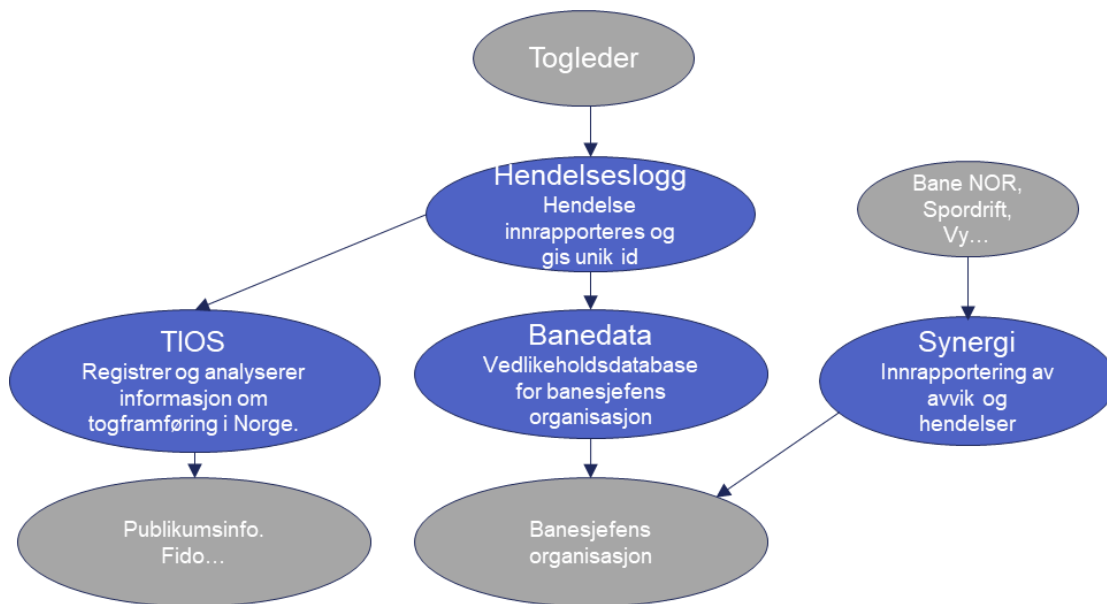 Togleder
Hendelseslogg
Hendelse
innrapporteres og
gis unik id
Bane NOR,
Spordrift,
Vy…
TIOS
Registrer og analyserer
informasjon om
togframføring i Norge.
Banedata
Vedlikeholdsdatabase
for banesjefens
organisasjon
Synergi
Innrapportering av
avvik og
hendelser
Publikumsinfo.
Fido…
Banesjefens
organisasjon